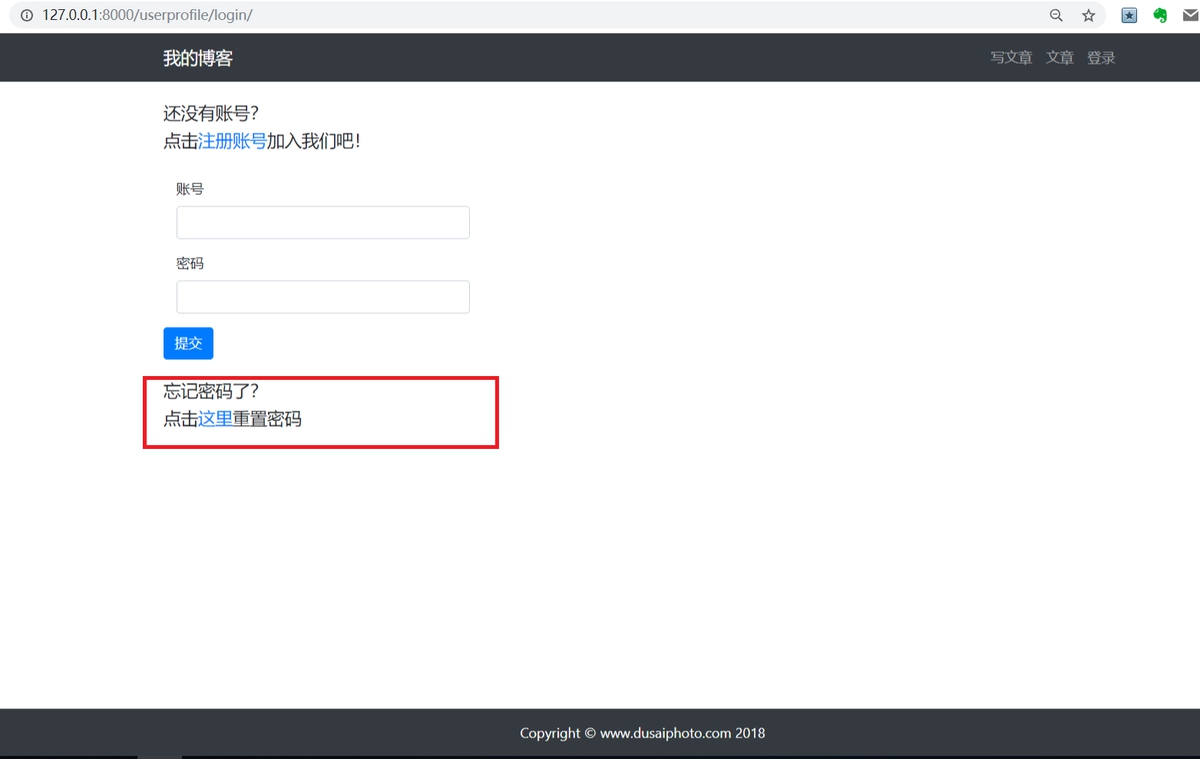 127.0.0.1:8000/userprofile/login/
我的博客
写文章 文章 登录
还没有账号?
点击注册账号加入我们吧!
账号
密码
提交
忘记密码了?
点击这里重置密码
Copyright © www.dusaiphoto.com 2018